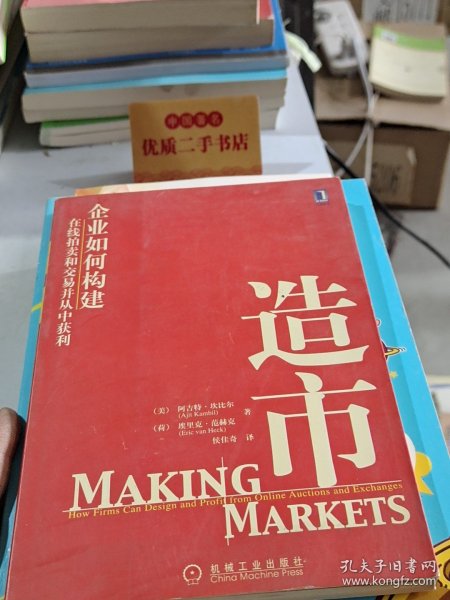 中国著名
优质二手书店
企业如何构建
在线拍卖和交易并从中获利
造市
（美） 阿吉特·坎比尔
(Ajit Kambil)
著
（荷） 埃里克·范赫克
(Eric van Heck)
侯住奇 译
MAKING
How Firms Can Design and Profit from Online Auctions and Exchanges
MARKETS
机械工业出版社
China Machine Press
孔夫子旧书网
www.kongfz.com